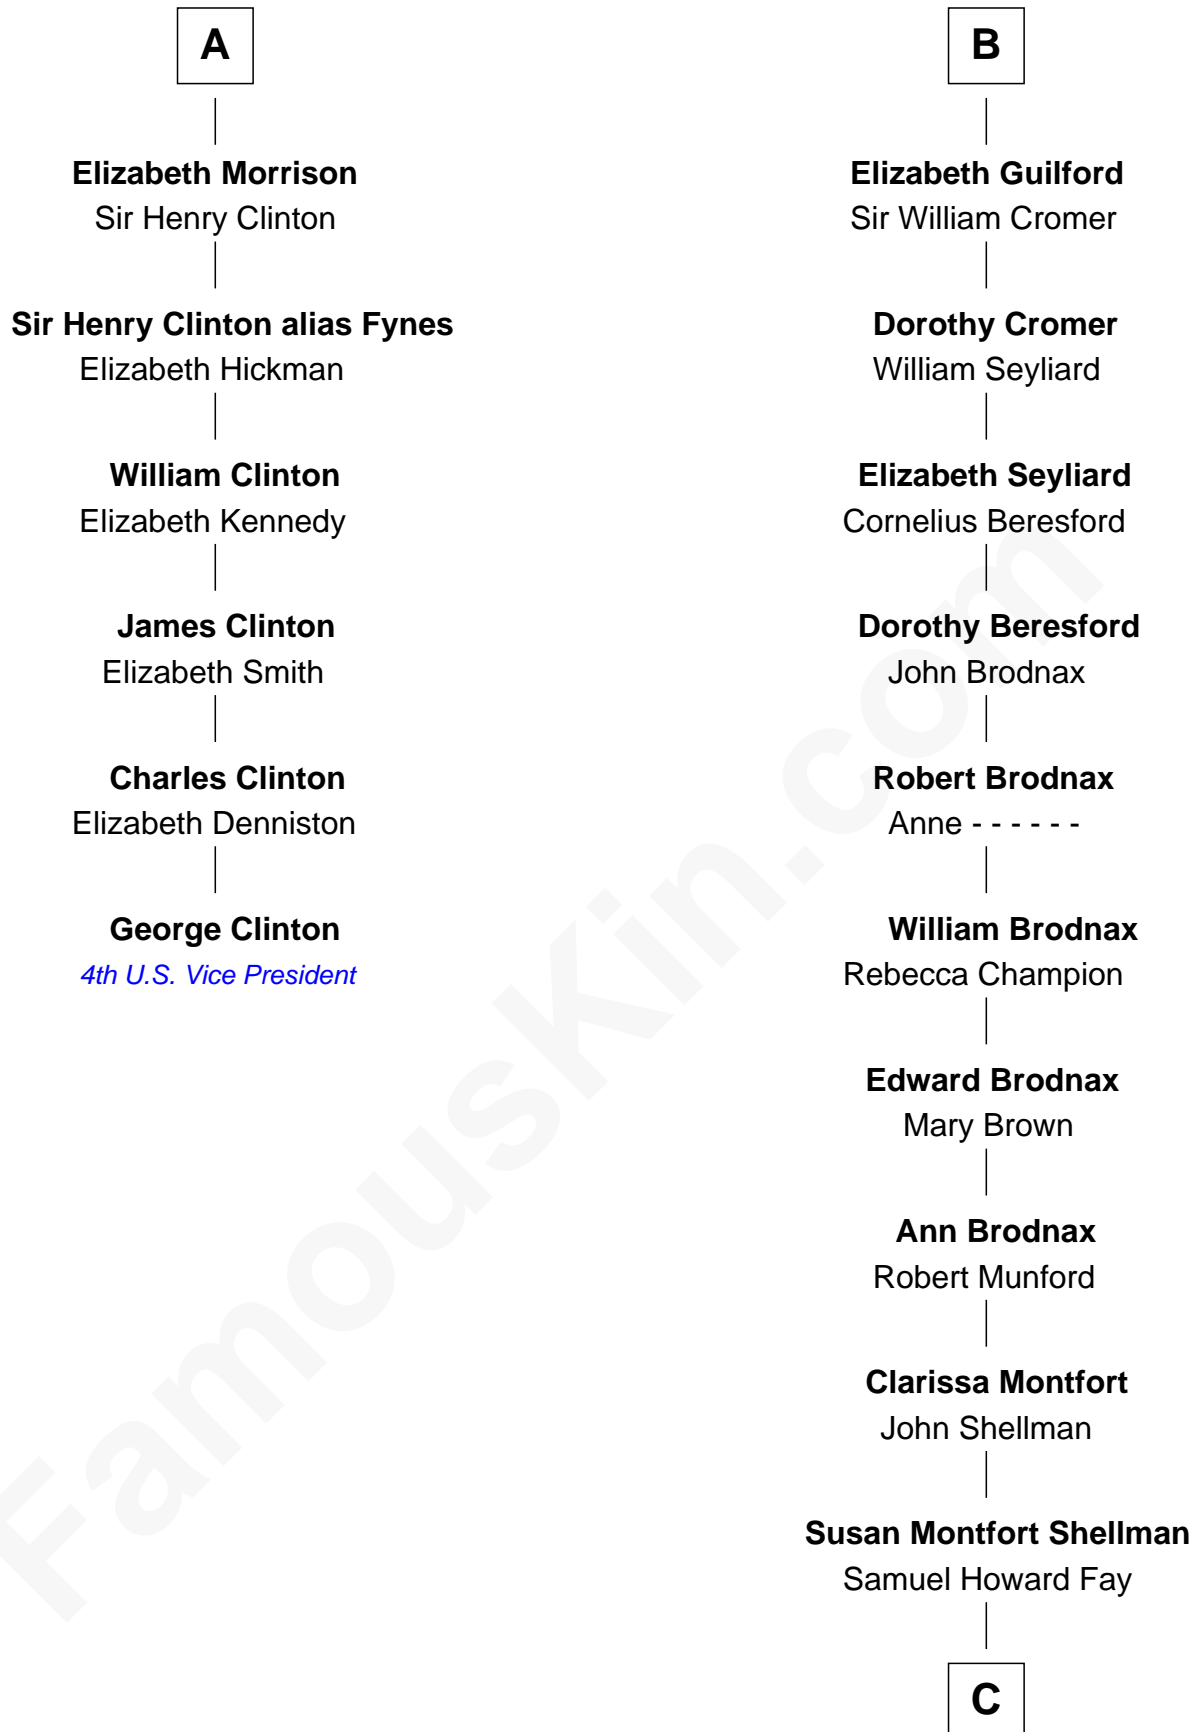 A
Elizabeth Morrison
Sir Henry Clinton
Sir Henry Clinton alias Fynes
Elizabeth Hickman
William Clinton
Elizabeth Kennedy
James Clinton
Elizabeth Smith
Charles Clinton
Elizabeth Denniston
George Clinton
4th U.S. Vice President
B
Elizabeth Guilford
Sir William Cromer
Dorothy Cromer
William Seyliard
Elizabeth Seyliard
Cornelius Beresford
Dorothy Beresford
John Brodnax
Robert Brodnax
Anne - - - - - -
William Brodnax
Rebecca Champion
Edward Brodnax
Mary Brown
Ann Brodnax
Robert Munford
Clarissa Montfort
John Shellman
Susan Montfort Shellman
Samuel Howard Fay
C
FamousKin.com